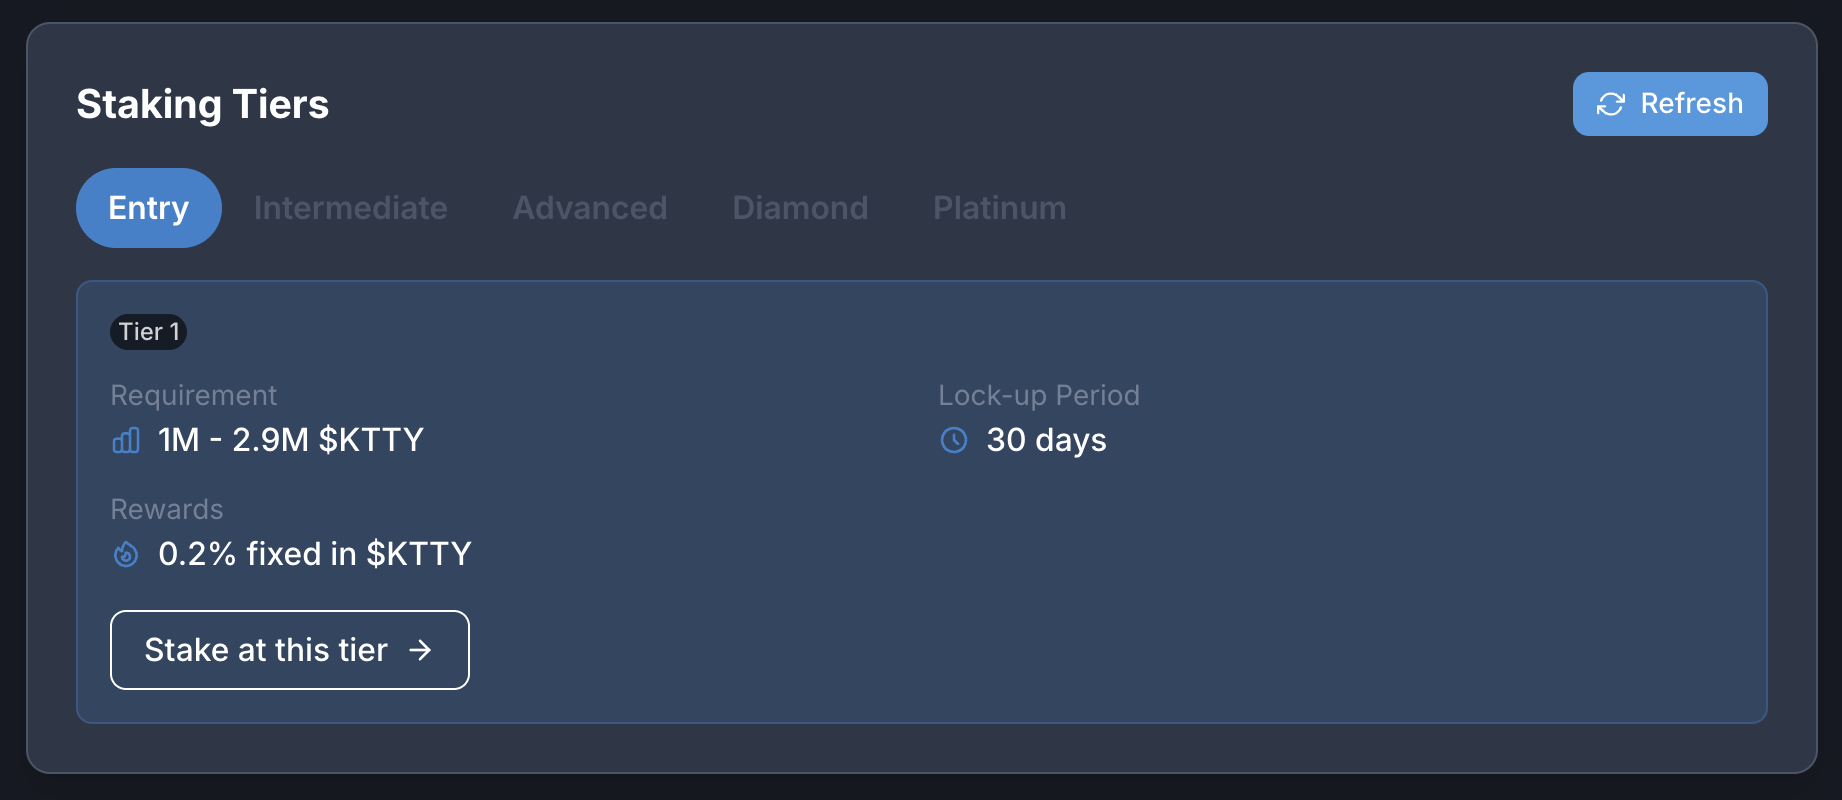 Staking Tiers
Refresh
Entry
Intermediate
Advanced
Diamond
Platinum
Tier 1
Requirement
1M - 2.9M $KTTY
Lock-up Period
30 days
Rewards
0.2% fixed in $KTTY
Stake at this tier →